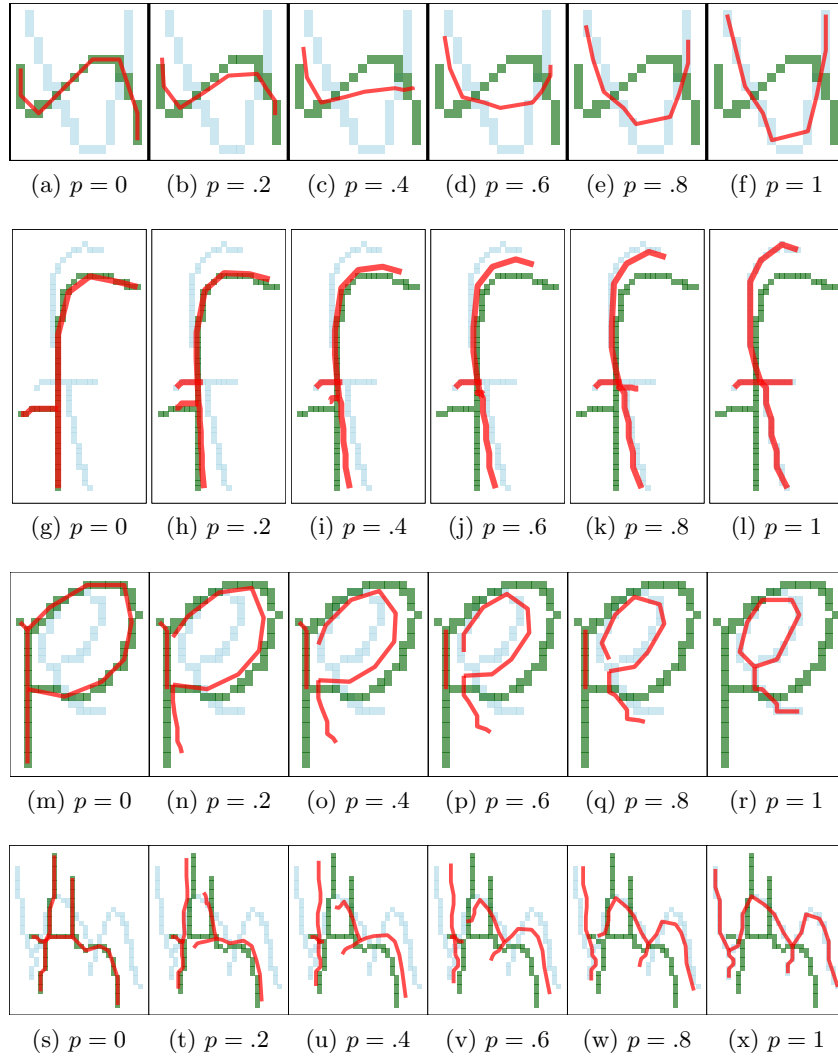 (a) p = 0 (b) p = .2 (c) p = .4 (d) p = .6 (e) p = .8 (f) p = 1
(g) p = 0 (h) p = .2 (i) p = .4 (j) p = .6 (k) p = .8 (l) p = 1
(m) p = 0 (n) p = .2 (o) p = .4 (p) p = .6 (q) p = .8 (r) p = 1
(s) p = 0 (t) p = .2 (u) p = .4 (v) p = .6 (w) p = .8 (x) p = 1